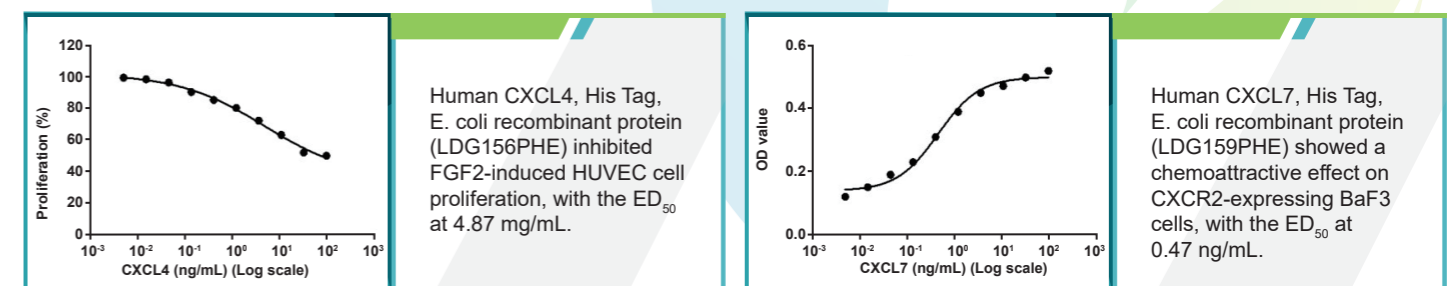 120
100
80
60
40
20
0
Proliferation (%)
10-3 10-2 10-1 100 101 102 103
CXCL4 (ng/mL) (Log scale)
Human CXCL4, His Tag,
E. coli recombinant protein
(LDG156PHE) inhibited
FGF2-induced HUVEC cell
proliferation, with the ED50
at 4.87 mg/mL.
0.6
0.4
0.2
0.0
OD value
10-3 10-2 10-1 100 101 102 103
CXCL7 (ng/mL) (Log scale)
Human CXCL7, His Tag,
E. coli recombinant protein
(LDG159PHE) showed a
chemoattractive effect on
CXCR2-expressing BaF3
cells, with the ED50 at
0.47 ng/mL.